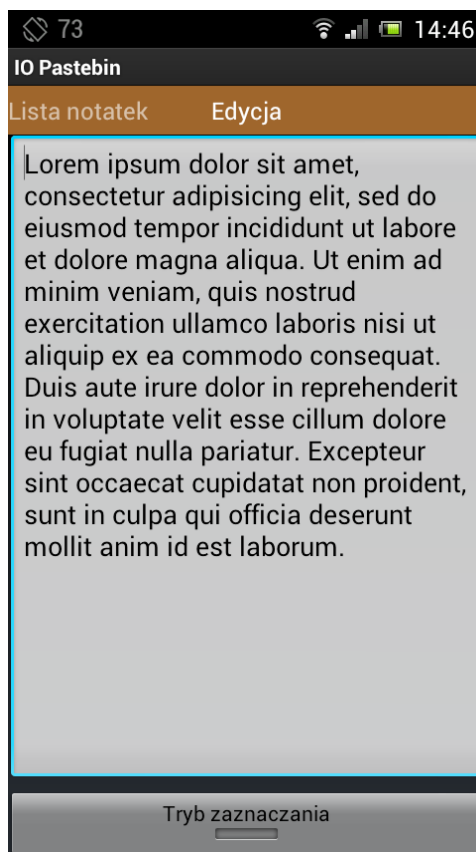 73 14:46
IO Pastebin
Lista notatek Edycja
Lorem ipsum dolor sit amet,
consectetur adipisicing elit, sed do
eiusmod tempor incididunt ut labore
et dolore magna aliqua. Ut enim ad
minim veniam, quis nostrud
exercitation ullamco laboris nisi ut
aliquip ex ea commodo consequat.
Duis aute irure dolor in reprehenderit
in voluptate velit esse cillum dolore
eu fugiat nulla pariatur. Excepteur
sint occaecat cupidatat non proident,
sunt in culpa qui officia deserunt
mollit anim id est laborum.
Tryb zaznaczania